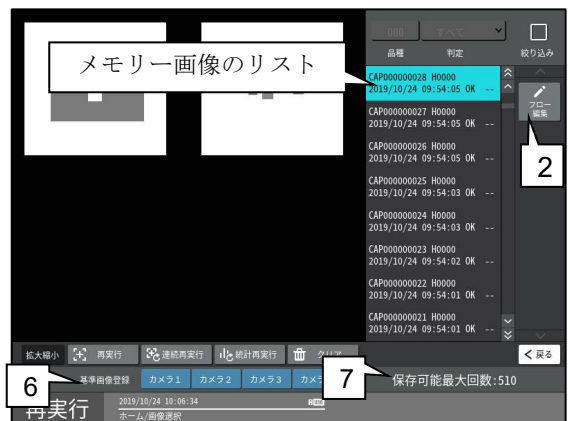 000 すべて
品種 判定 絞り込み
メモリー画像のリスト
CAP000000028 H0000
2019/10/24 09:54:05 OK --
フロー
編集
CAP000000027 H0000
2019/10/24 09:54:05 OK --
2
CAP000000026 H0000
2019/10/24 09:54:05 OK --
CAP000000025 H0000
2019/10/24 09:54:03 OK --
CAP000000024 H0000
2019/10/24 09:54:03 OK --
CAP000000023 H0000
2019/10/24 09:54:02 OK --
CAP000000022 H0000
2019/10/24 09:54:01 OK --
CAP000000021 H0000
2019/10/24 09:54:01 OK --
拡大縮小 再実行 連続再実行 統計再実行 クリア
戻る
6
基準画像登録 カメラ1 カメラ2 カメラ3
7
保存可能最大回数:510
再実行
2019/10/24 10:06:34
ホーム/画像選択